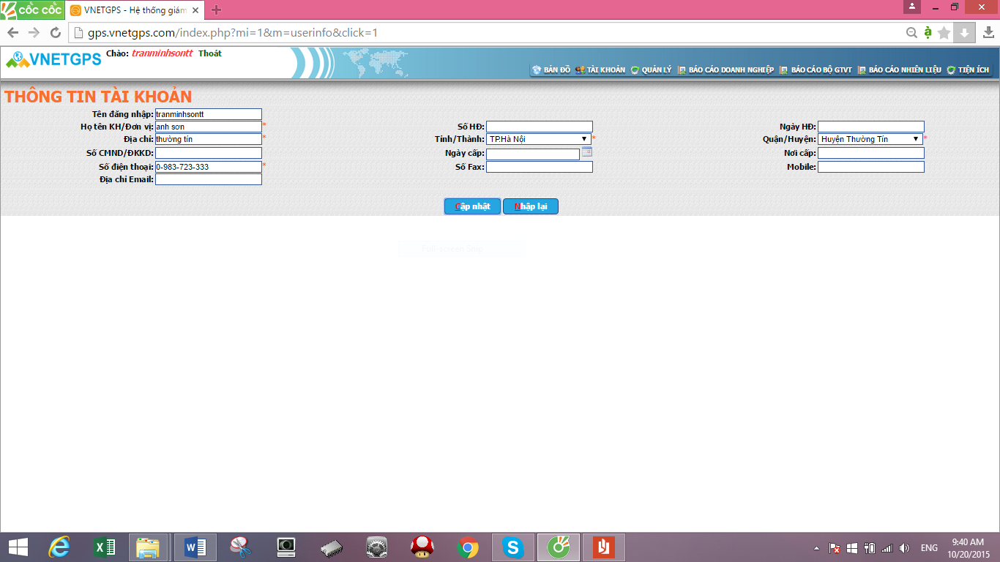 CỐC CỐC
VNETGPS - Hệ thống giám
gps.vnetgps.com/index.php?mi=1&m=userinfo&click=1
VNETGPS Chào: tranminhsontt Thoát
BẢN ĐỒ TÀI KHOẢN QUẢN LÝ BÁO CÁO DOANH NGHIỆP BÁO CÁO BỘ GTVT BÁO CÁO NHIÊN LIỆU TIỆN ÍCH
THÔNG TIN TÀI KHOẢN
Tên đăng nhập: tranminhsontt
Họ tên KH/Đơn vị: anh sơn * Số HĐ: Ngày HĐ:
Địa chỉ: thường tín * Tỉnh/Thành: TP.Hà Nội * Quận/Huyện: Huyện Thường Tín *
Số CMND/ĐKKD: Ngày cấp: Nơi cấp:
Số điện thoại: 0-983-723-333 * Số Fax: Mobile:
Địa chỉ Email:
Cập nhật Nhập lại
Full-screen Snip
ENG
9:40 AM
10/20/2015